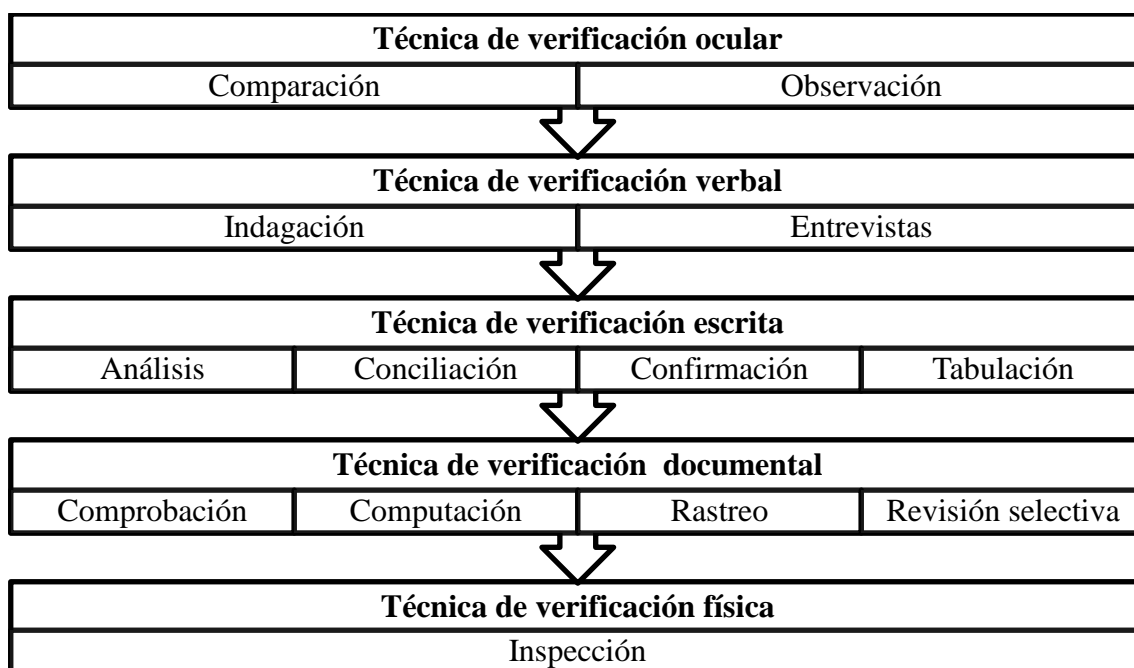 Técnica de verificación ocular
Comparación Observación
Técnica de verificación verbal
Indagación Entrevistas
Técnica de verificación escrita
Análisis Conciliación Confirmación Tabulación
Técnica de verificación documental
Comprobación Computación Rastreo Revisión selectiva
Técnica de verificación física
Inspección